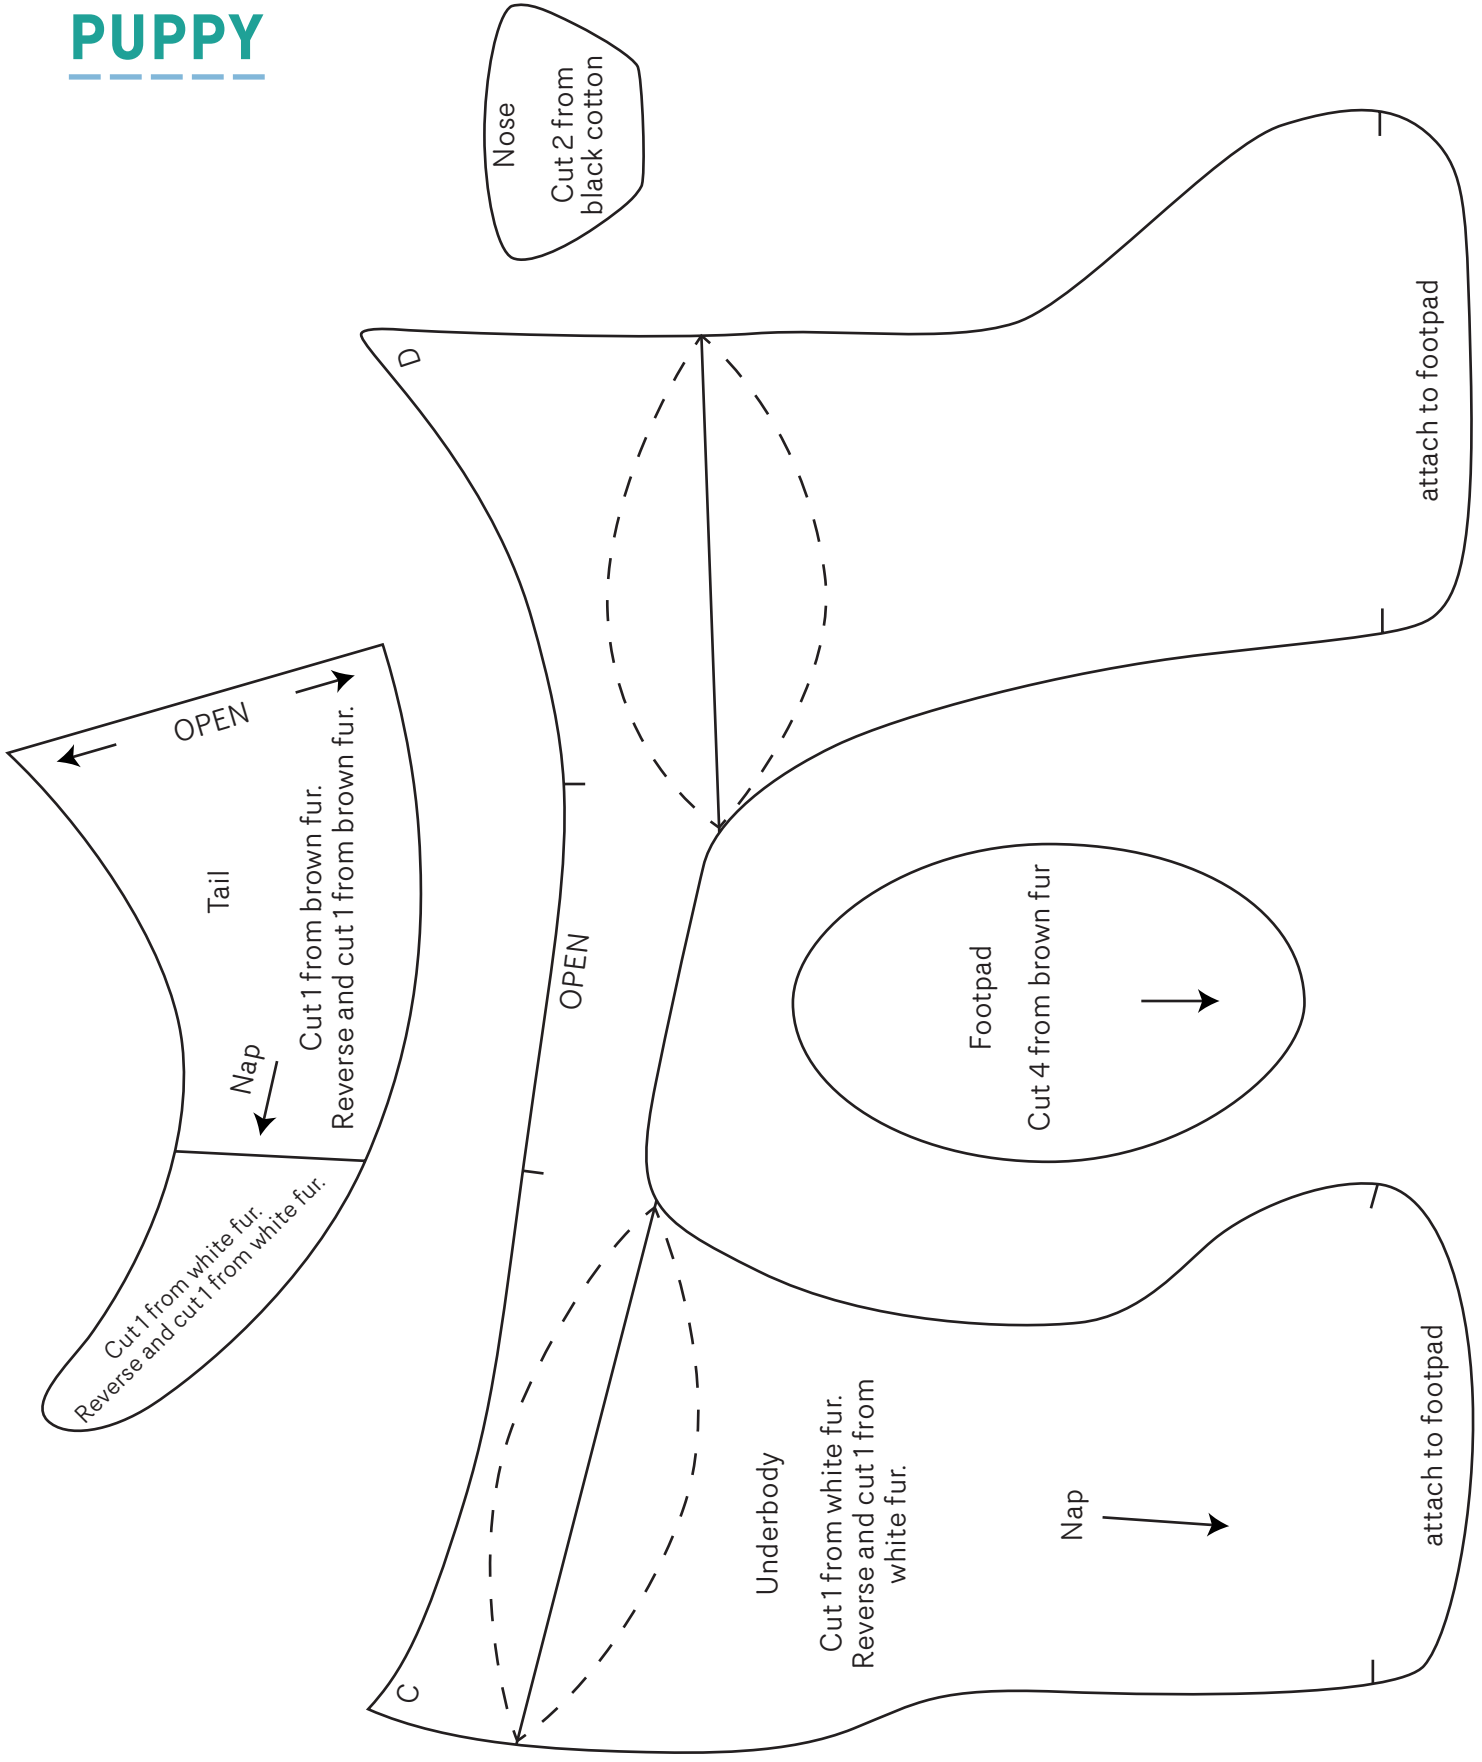 PUPPY
Nose
Cut 2 from
black cotton
D
attach to footpad
OPEN
Tail
Cut 1 from brown fur.
Reverse and cut 1 from brown fur.
Nap
Cut 1 from white fur.
Reverse and cut 1 from white fur.
OPEN
Footpad
Cut 4 from brown fur
C
Underbody
Cut 1 from white fur.
Reverse and cut 1 from
white fur.
Nap
attach to footpad